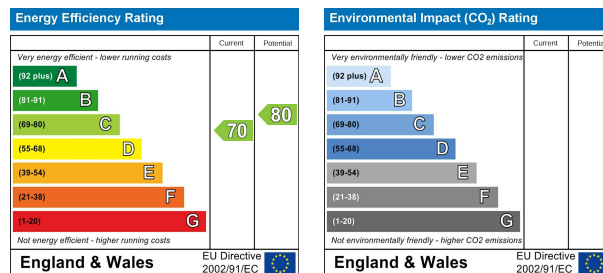 Energy Efficiency Rating
Current Potential
Very energy efficient - lower running costs
(92 plus) A
(81-91) B
(69-80) C
(55-68) D
(39-54) E
(21-38) F
(1-20) G
70
80
Not energy efficient - higher running costs
England & Wales
EU Directive
2002/91/EC
Environmental Impact (CO₂) Rating
Current Potential
Very environmentally friendly - lower CO2 emissions
(92 plus) A
(81-91) B
(69-80) C
(55-68) D
(39-54) E
(21-38) F
(1-20) G
Not environmentally friendly - higher CO2 emissions
England & Wales
EU Directive
2002/91/EC